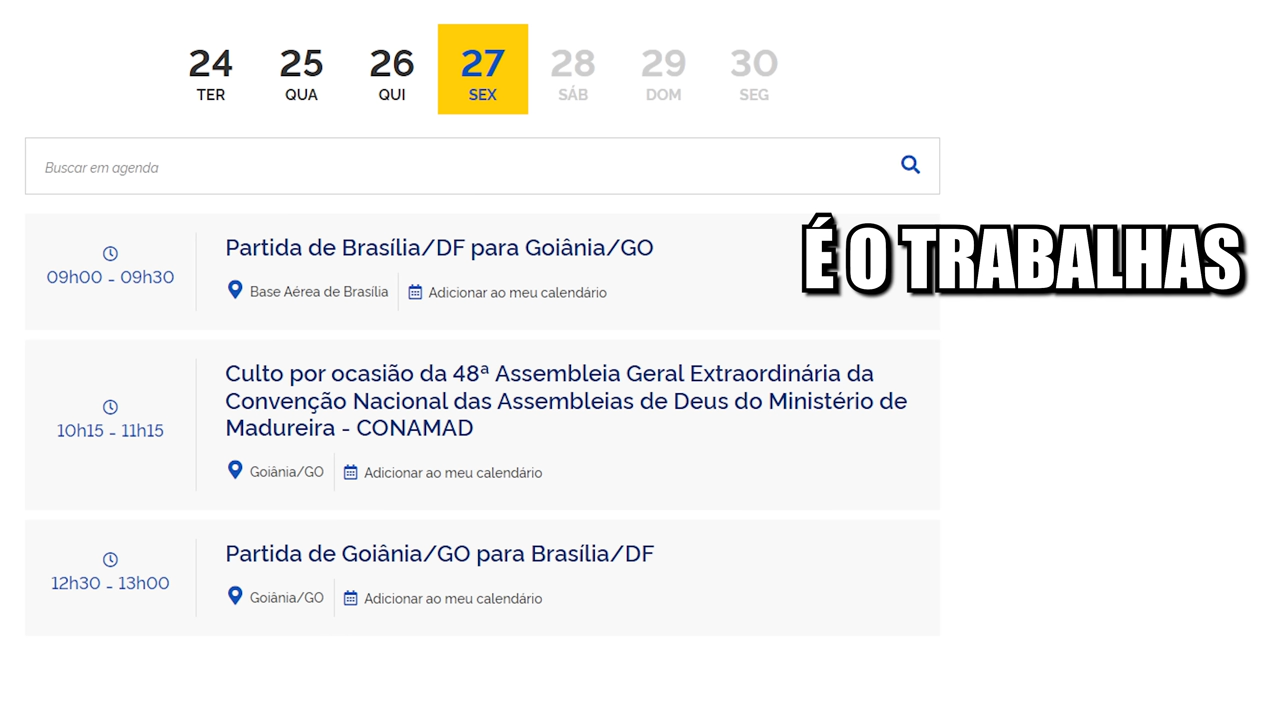 24 25 26 27 28 29 30
TER QUA QUI SEX SÁB DOM SEG
Buscar em agenda
É O TRABALHAS
09h00 - 09h30
Partida de Brasília/DF para Goiânia/GO
Base Aérea de Brasília Adicionar ao meu calendário
10h15 - 11h15
Culto por ocasião da 48ª Assembleia Geral Extraordinária da
Convenção Nacional das Assembleias de Deus do Ministério de
Madureira - CONAMAD
Goiânia/GO Adicionar ao meu calendário
12h30 - 13h00
Partida de Goiânia/GO para Brasília/DF
Goiânia/GO Adicionar ao meu calendário